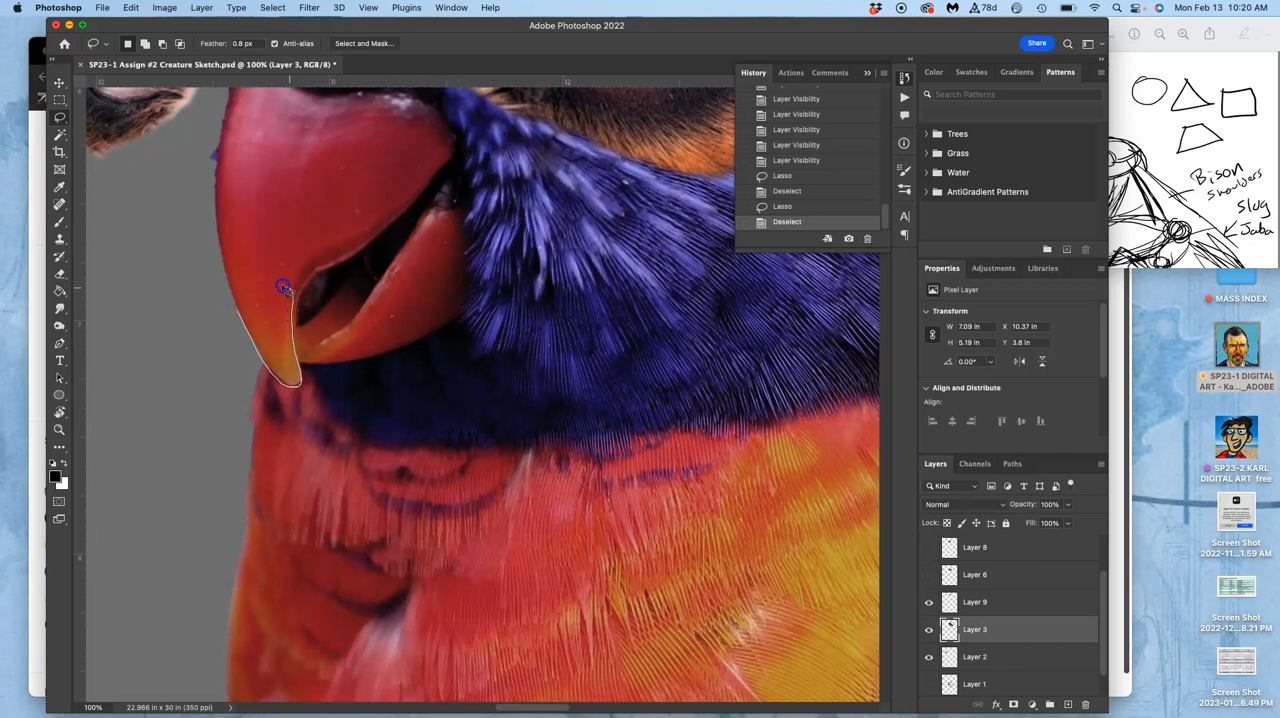 Photoshop File Edit Image Layer Type Select Filter 3D View Plugins Window Help 78d Mon Feb 13 10:20 AM
Adobe Photoshop 2022
Feather: 0.8 px Anti-alias Select and Mask... Share
SP23-1 Assign #2 Creature Sketch.psd @ 100% (Layer 3, RGB/8) *
History Actions Comments
Layer Visibility
Layer Visibility
Layer Visibility
Layer Visibility
Layer Visibility
Lasso
Deselect
Lasso
Deselect
Color Swatches Gradients Patterns
Search Patterns
Trees
Grass
Water
AntiGradient Patterns
Properties Adjustments Libraries
Pixel Layer
Transform
W 7.09 in X 10.37 in
H 5.19 in Y 3.8 in
0.00°
Align and Distribute
Align:
Layers Channels Paths
Kind
Normal Opacity: 100%
Lock: Fill: 100%
Layer 8
Layer 6
Layer 9
Layer 3
Layer 2
Layer 1
100% 22.966 in x 30 in (350 ppi)
Bison
shoulders
slug
Jaba
MASS INDEX
SP23-1 DIGITAL
ART - Ka..._ADOBE
SP23-2 KARL
DIGITAL ART_free
Screen Shot
2022-11...1.59 AM
Screen Shot
2022-12...8.21 PM
Screen Shot
2023-01...6.49 PM